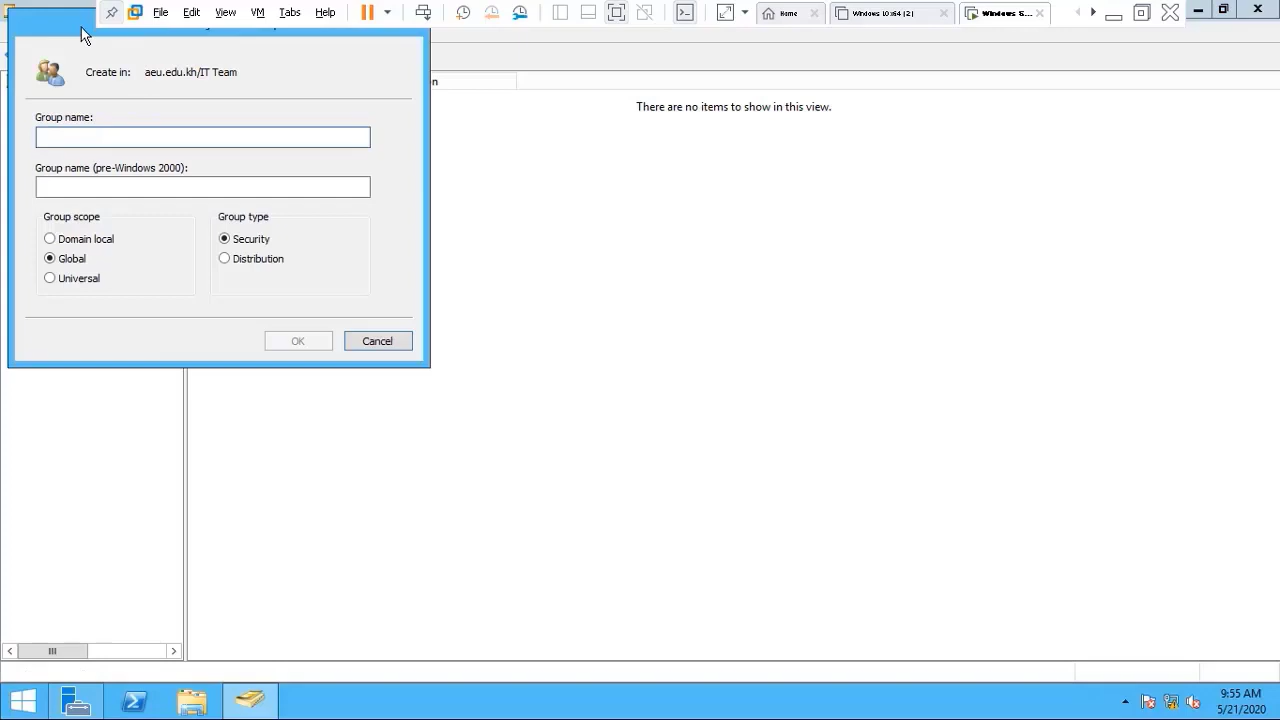 File Edit View VM Tabs Help
Home
Windows 10 x64 (2)
Windows S...
Create in: aeu.edu.kh/IT Team
on
There are no items to show in this view.
Group name:
Group name (pre-Windows 2000):
Group scope
Group type
Domain local
Security
Global
Distribution
Universal
OK
Cancel
9:55 AM
5/21/2020